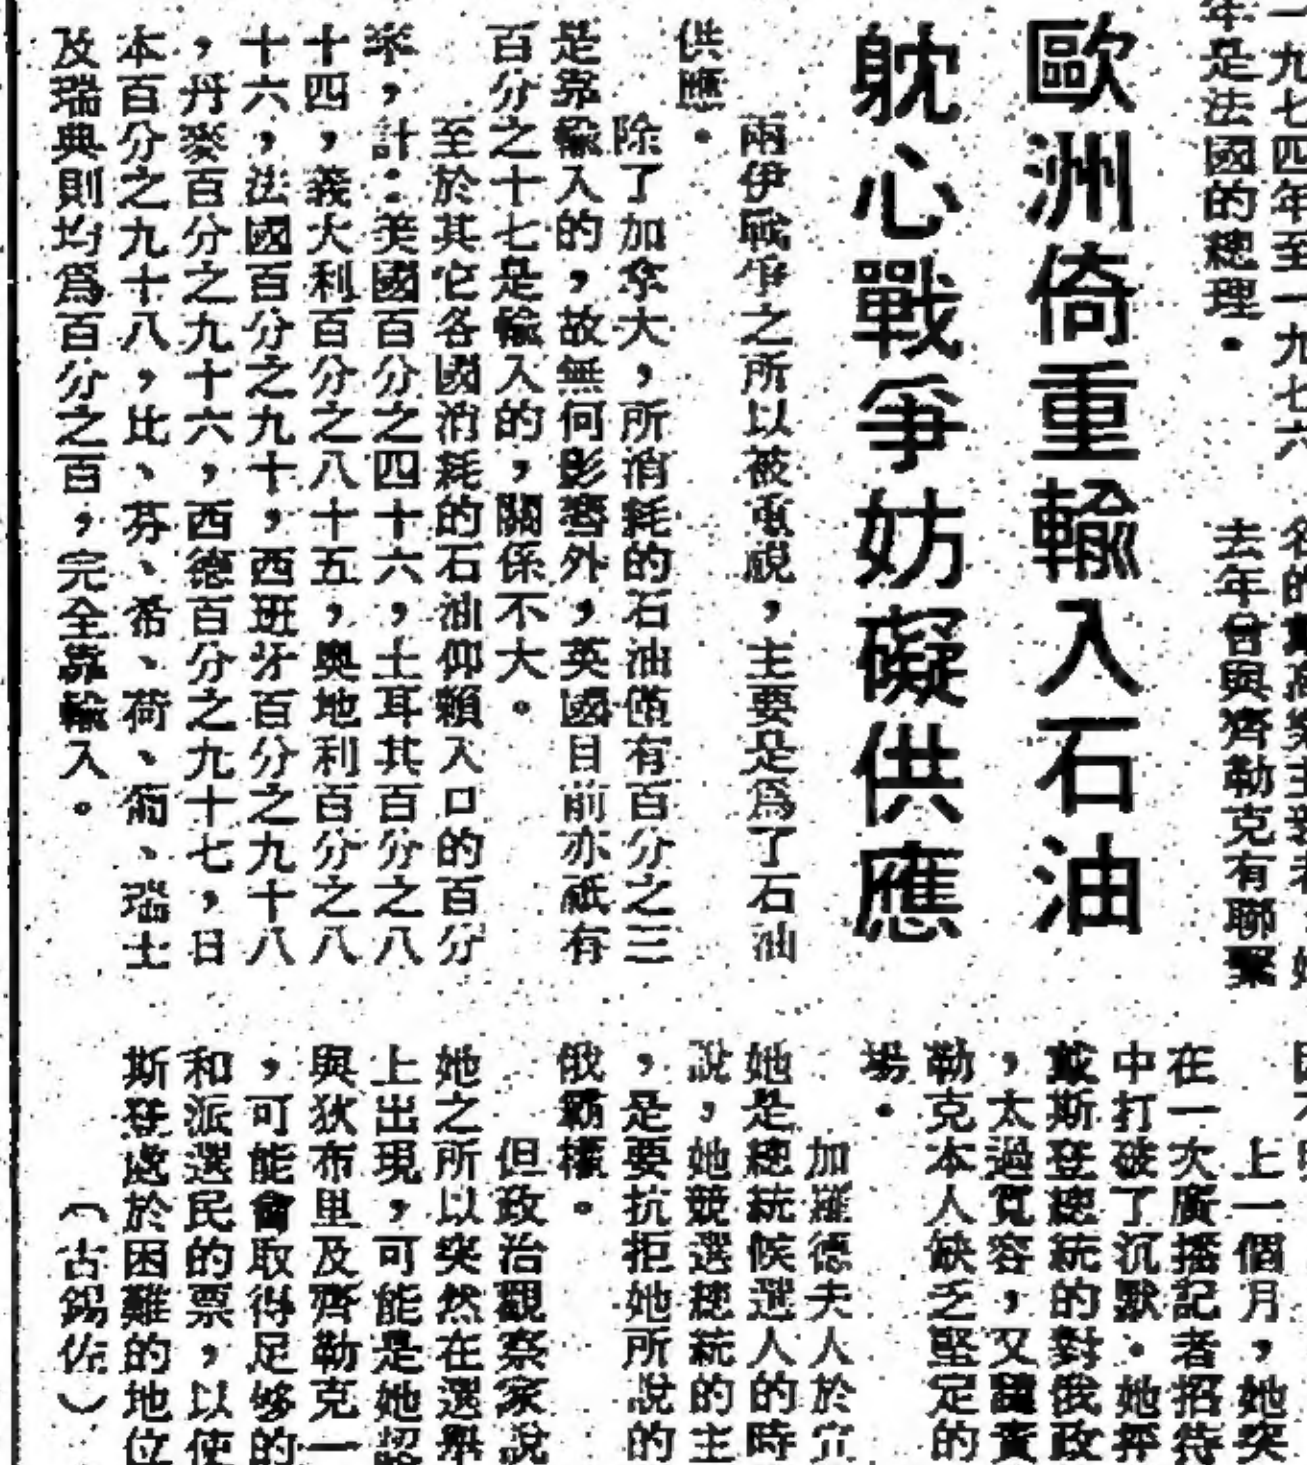 一九七四年至一九七六
年是法國的總理。
歐洲倚重輸入石油
躭心戰爭妨礙供應
兩伊戰爭之所以被重視，主要是為了石油
供應。
除了加拿大，所消耗的石油僅有百分之三
是靠輸入的，故無何影響外，英國目前亦祇有
百分之十七是輸入的，關係不大。
至於其它各國消耗的石油仰賴入口的百分
率，計：美國百分之四十六，土耳其百分之八
十四，義大利百分之八十五，奧地利百分之八
十六，法國百分之九十，西班牙百分之九十八
，丹麥百分之九十六，西德百分之九十七，日
本百分之九十八，比、芬、希、荷、葡、瑞士
及瑞典則均為百分之百，完全靠輸入。
去年曾與齊勒克有聯繫
上一個月，她突
在一次廣播記者招待
中打破了沉默。她抨
斯登總統的對俄政
，太過寬容，又譴責
勒克本人缺乏堅定的
場。
加羅德夫人於
她是總統候選人的時
說，她競選總統的主
，是要抗拒她所說的
俄霸權。
但政治觀察家說
她之所以突然在選舉
上出現，可能是她認
與狄布里及齊勒克一
，可能會取得足够的
和派選民的票，以使
斯登處於困難的地位
（古錫佐）